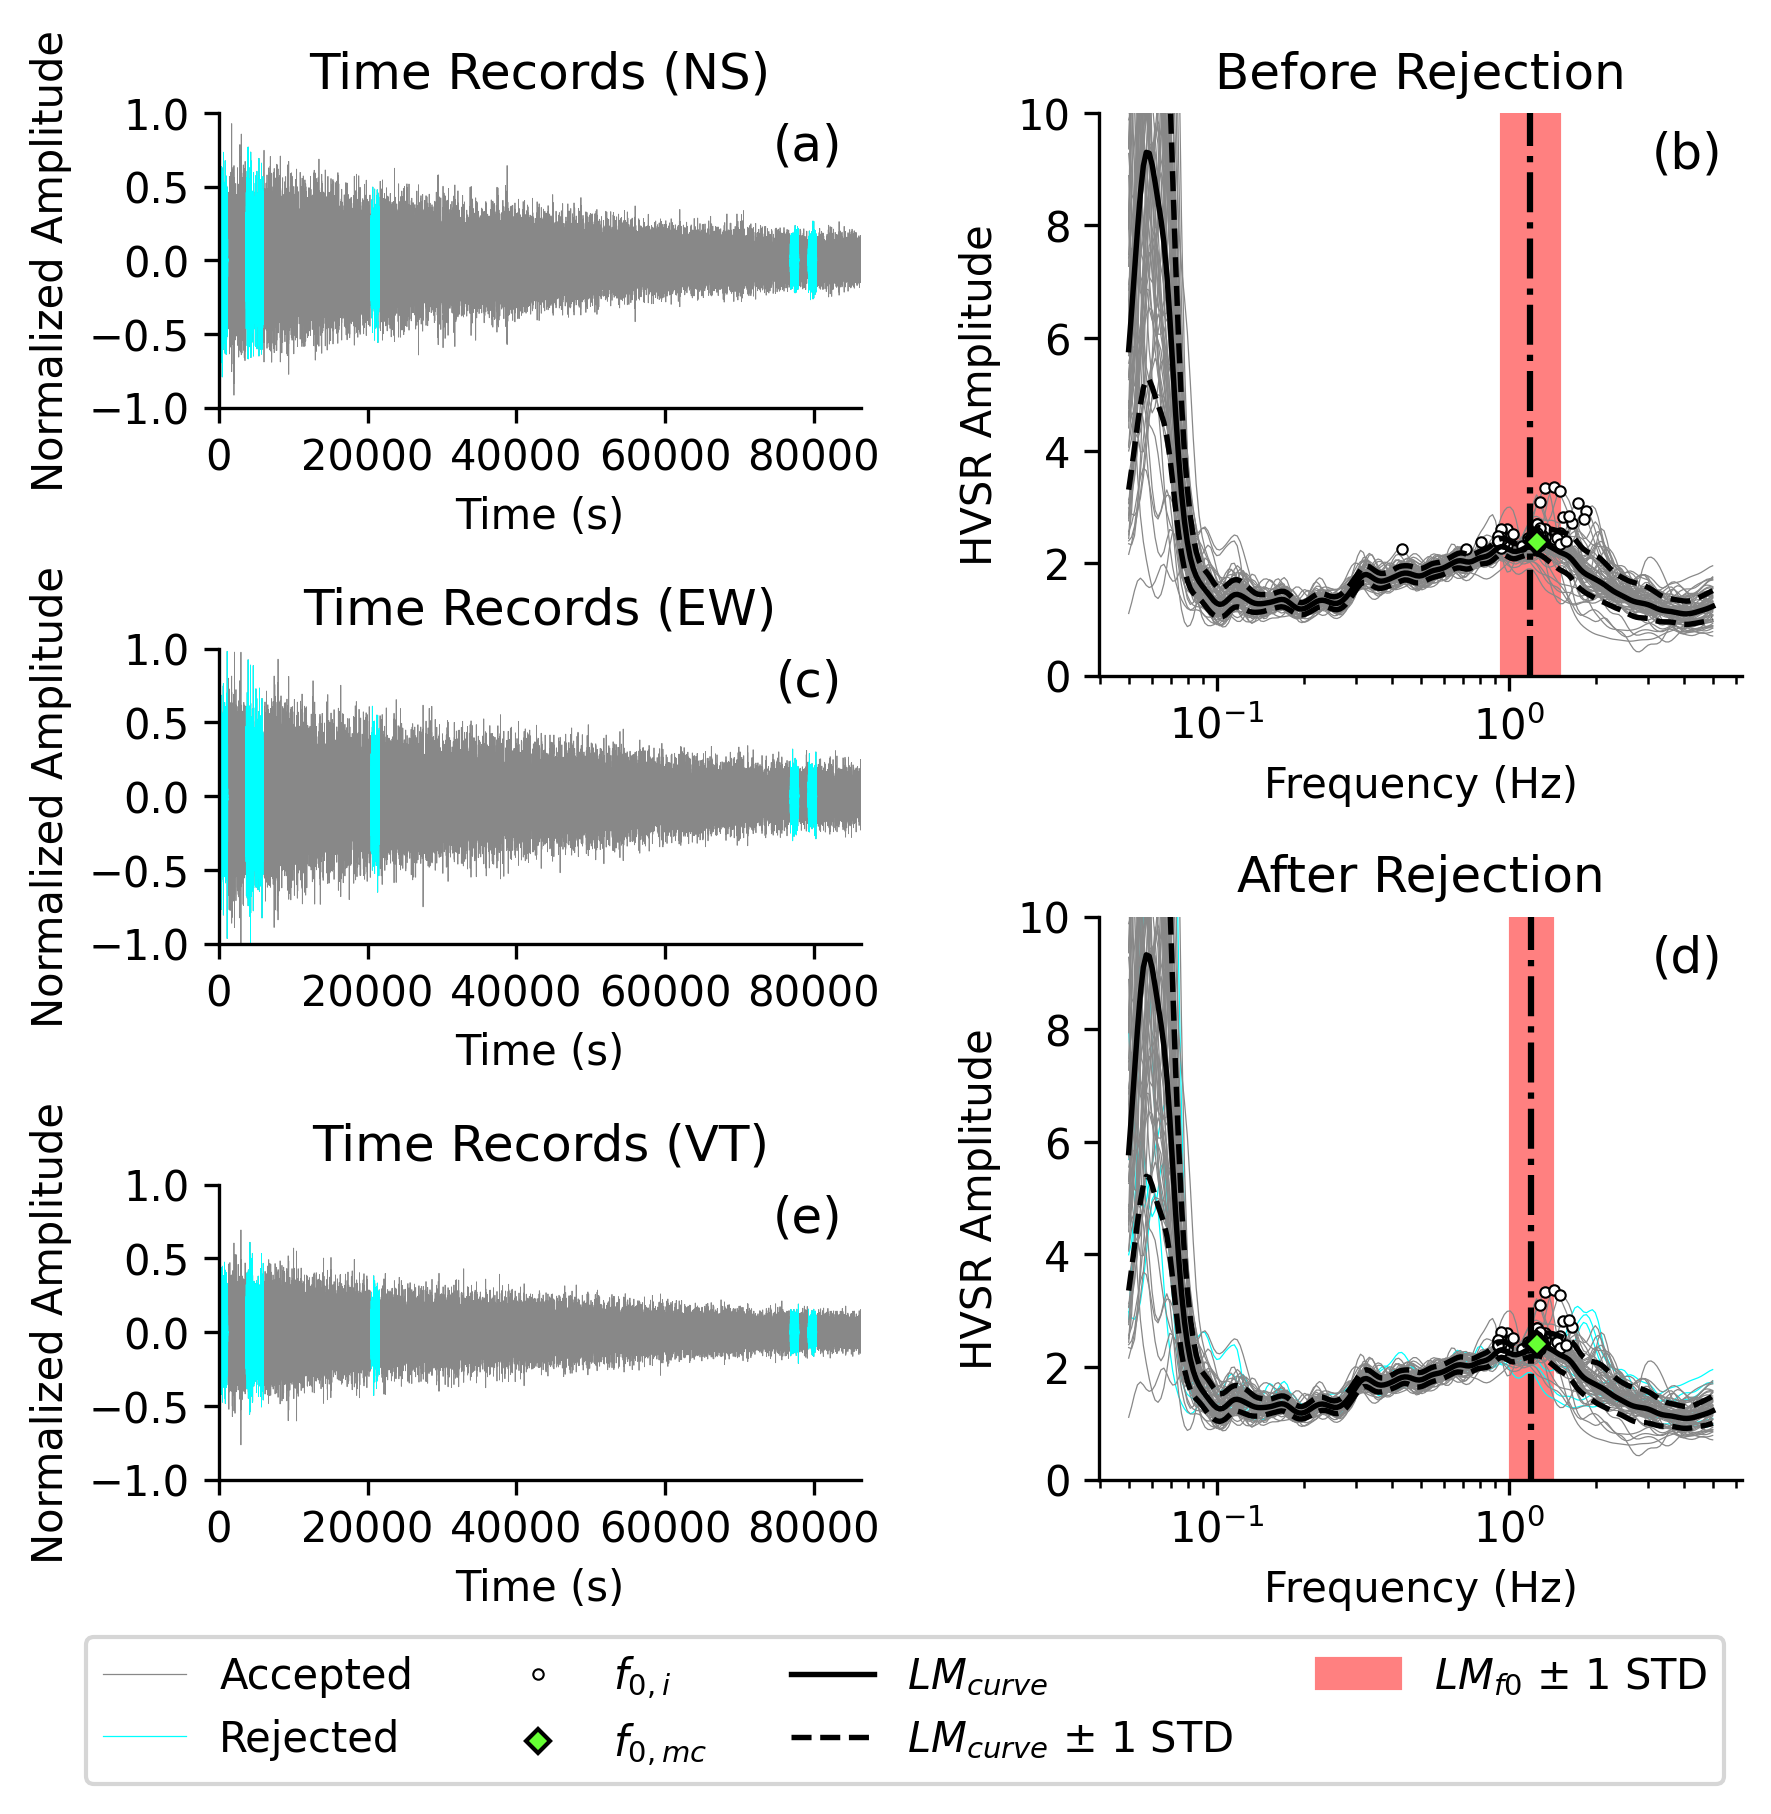 Time Records (NS)
(a)
Normalized Amplitude
1.0
0.5
0.0
−0.5
−1.0
0 20000 40000 60000 80000
Time (s)
Before Rejection
(b)
HVSR Amplitude
10
8
6
4
2
0
10⁻¹ 10⁰
Frequency (Hz)
Time Records (EW)
(c)
Normalized Amplitude
1.0
0.5
0.0
−0.5
−1.0
0 20000 40000 60000 80000
Time (s)
After Rejection
(d)
HVSR Amplitude
10
8
6
4
2
0
10⁻¹ 10⁰
Frequency (Hz)
Time Records (VT)
(e)
Normalized Amplitude
1.0
0.5
0.0
−0.5
−1.0
0 20000 40000 60000 80000
Time (s)
Accepted
Rejected
f0,i
f0,mc
LMcurve
LMcurve ± 1 STD
LMf0 ± 1 STD